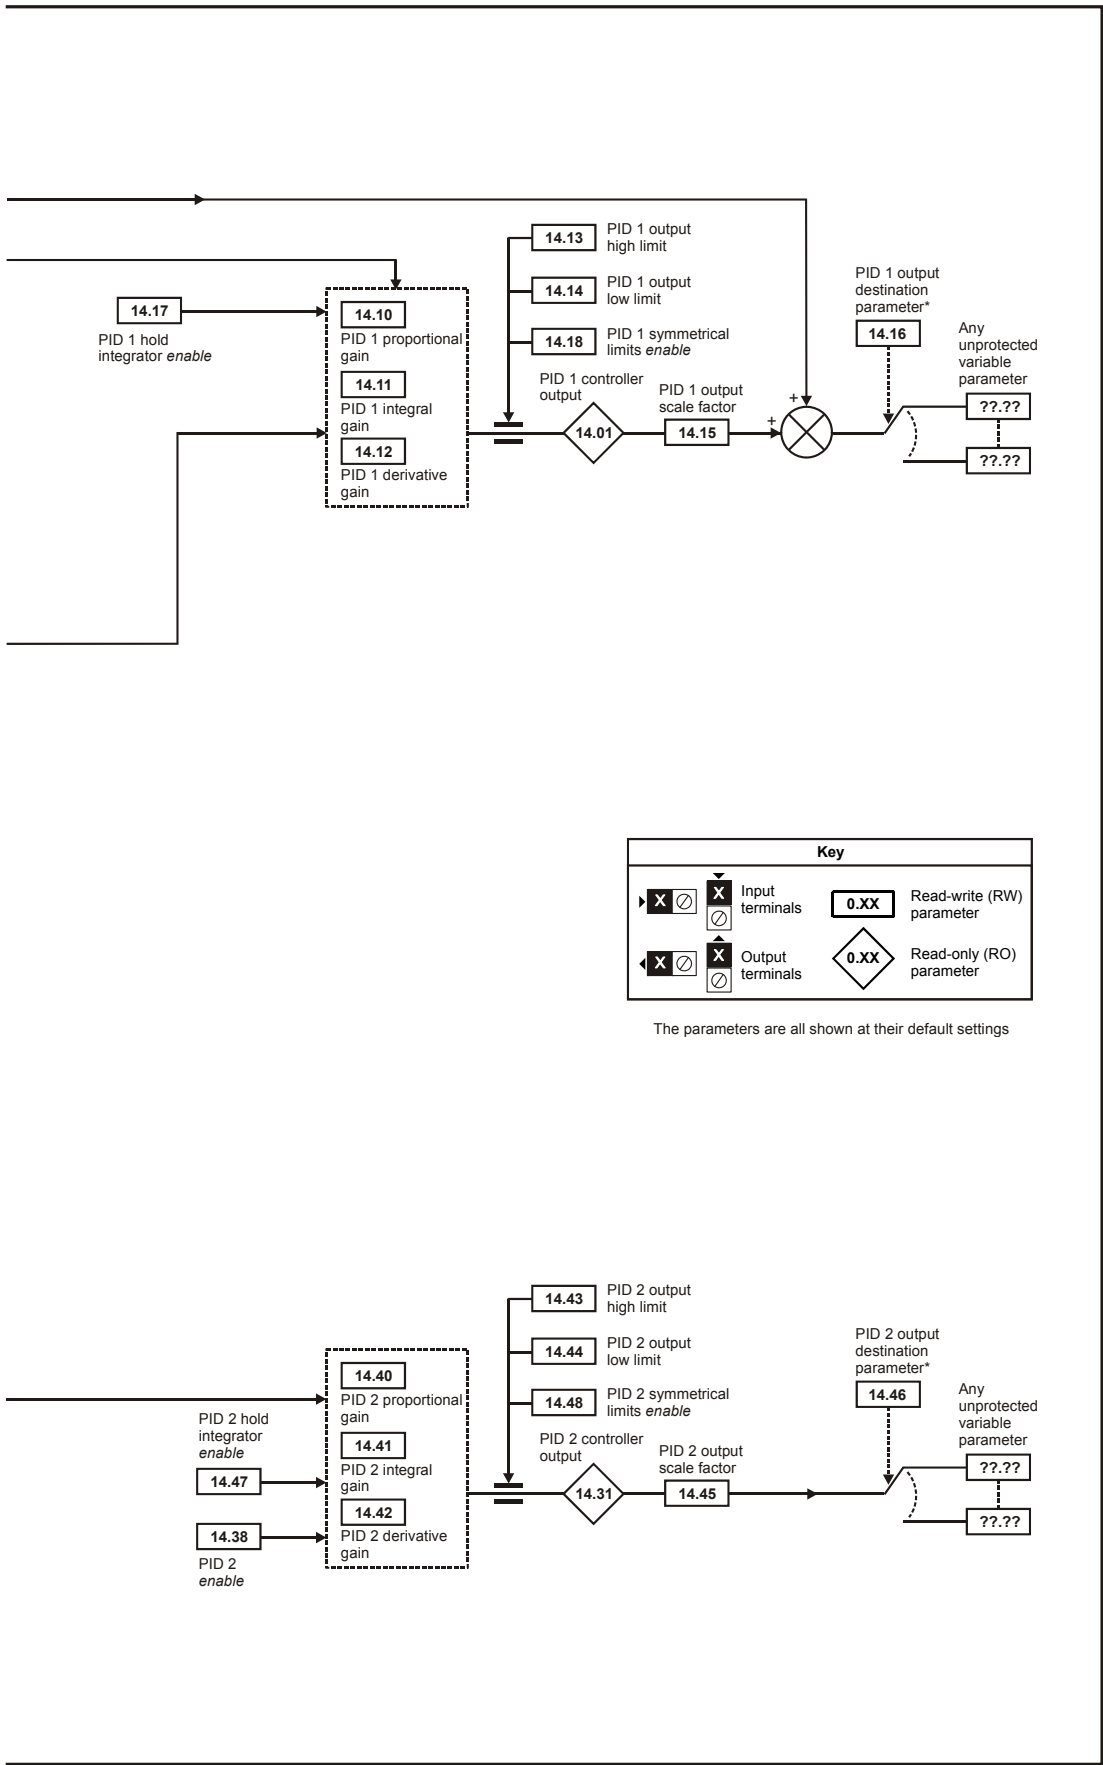 14.13
PID 1 output
high limit
14.14
PID 1 output
low limit
14.18
PID 1 symmetrical
limits enable
14.17
PID 1 hold
integrator enable
14.10
PID 1 proportional
gain
14.11
PID 1 integral
gain
14.12
PID 1 derivative
gain
PID 1 controller
output
14.01
PID 1 output
scale factor
14.15
+
+
PID 1 output
destination
parameter*
14.16
Any
unprotected
variable
parameter
??.??
??.??
Key
X
X
Input
terminals
0.XX
Read-write (RW)
parameter
X
X
Output
terminals
0.XX
Read-only (RO)
parameter
The parameters are all shown at their default settings
14.43
PID 2 output
high limit
14.44
PID 2 output
low limit
14.48
PID 2 symmetrical
limits enable
14.40
PID 2 proportional
gain
14.41
PID 2 integral
gain
14.42
PID 2 derivative
gain
PID 2 hold
integrator
enable
14.47
14.38
PID 2
enable
PID 2 controller
output
14.31
PID 2 output
scale factor
14.45
PID 2 output
destination
parameter*
14.46
Any
unprotected
variable
parameter
??.??
??.??